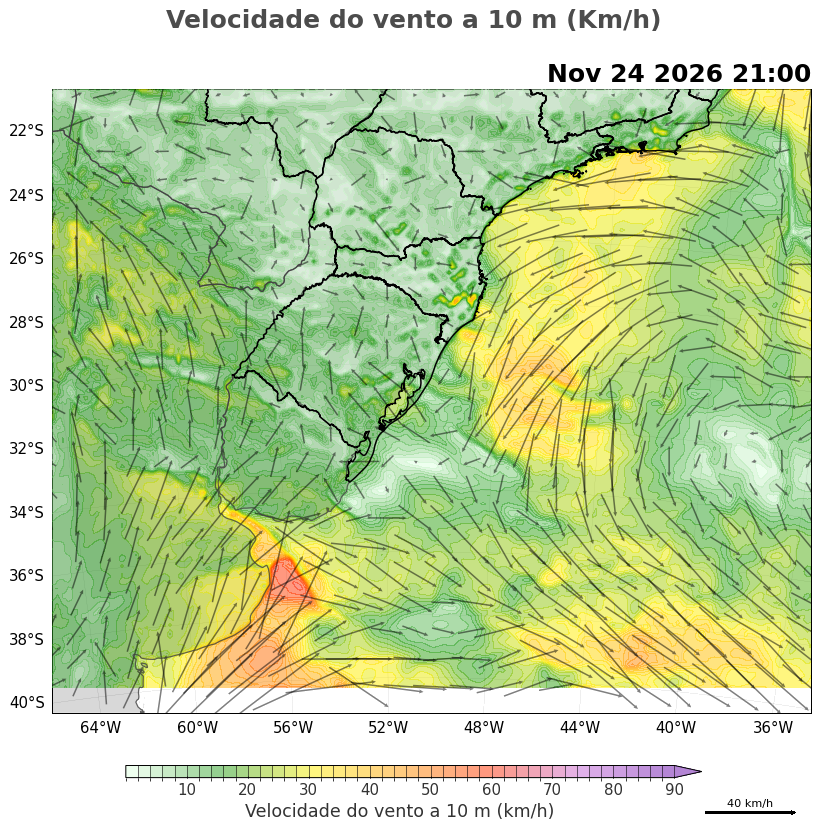 Velocidade do vento a 10 m (Km/h)
Nov 24 2026 21:00
22°S
24°S
26°S
28°S
30°S
32°S
34°S
36°S
38°S
40°S
64°W 60°W 56°W 52°W 48°W 44°W 40°W 36°W
10 20 30 40 50 60 70 80 90
Velocidade do vento a 10 m (km/h)
40 km/h